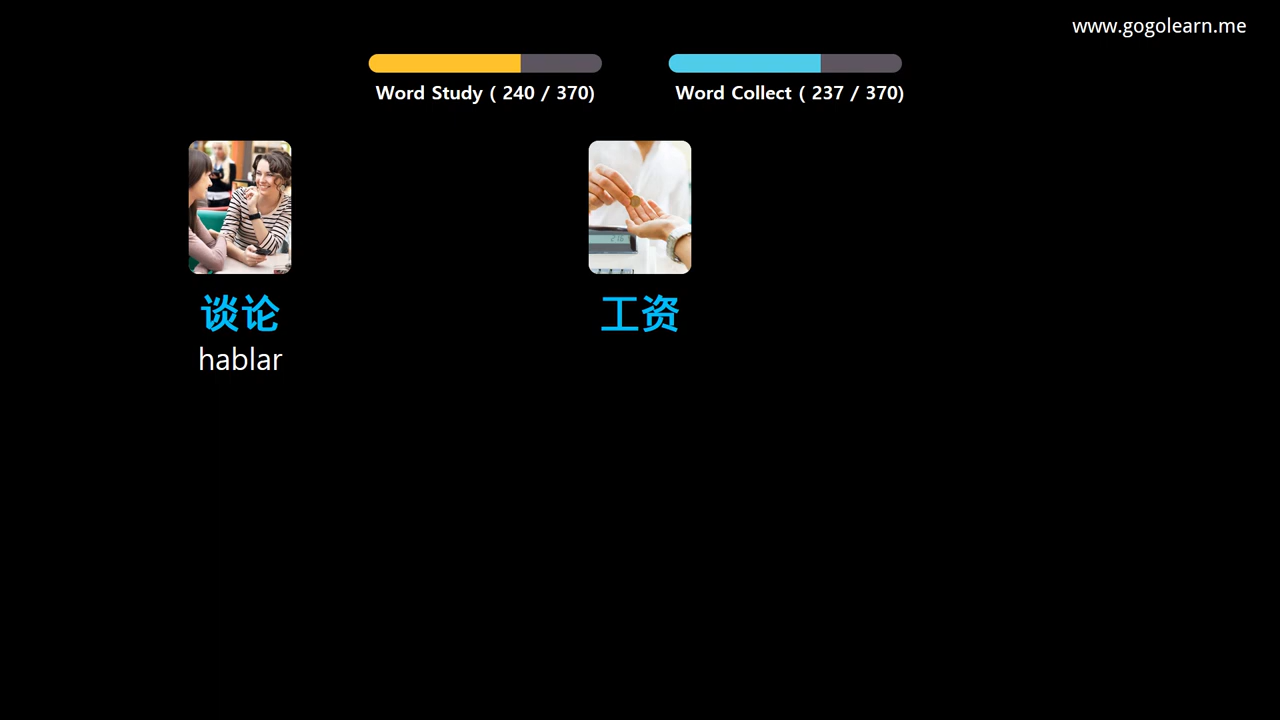 www.gogolearn.me
Word Study ( 240 / 370)
Word Collect ( 237 / 370)
谈论
工资
hablar